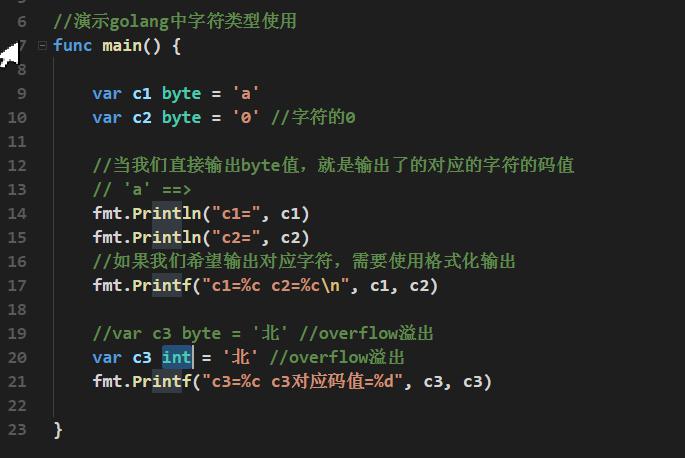 6 //演示golang中字符类型使用
7 func main() {
8
9 var c1 byte = 'a'
10 var c2 byte = '0' //字符的0
11
12 //当我们直接输出byte值，就是输出了的对应的字符的码值
13 // 'a' ==>
14 fmt.Println("c1=", c1)
15 fmt.Println("c2=", c2)
16 //如果我们希望输出对应字符，需要使用格式化输出
17 fmt.Printf("c1=%c c2=%c\n", c1, c2)
18
19 //var c3 byte = '北' //overflow溢出
20 var c3 int = '北' //overflow溢出
21 fmt.Printf("c3=%c c3对应码值=%d", c3, c3)
22
23 }